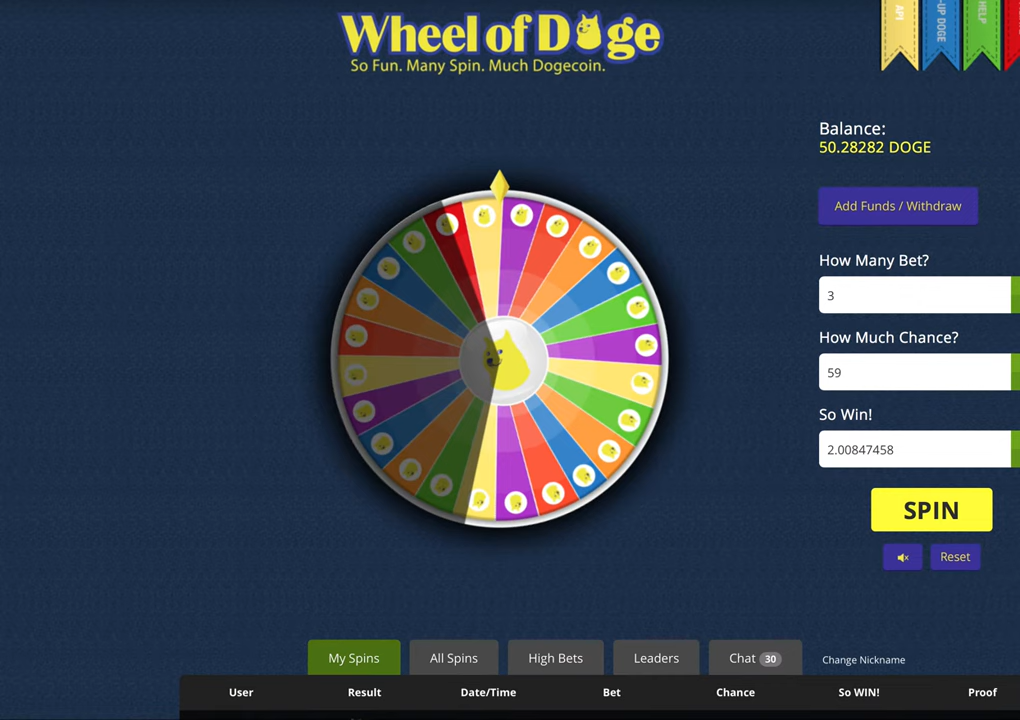 Wheel of Doge
So Fun. Many Spin. Much Dogecoin.
API
-UP DOGE
HELP
Balance:
50.28282 DOGE
Add Funds / Withdraw
How Many Bet?
3
How Much Chance?
59
So Win!
2.00847458
SPIN
Reset
My Spins
All Spins
High Bets
Leaders
Chat 30
Change Nickname
User Result Date/Time Bet Chance So WIN! Proof